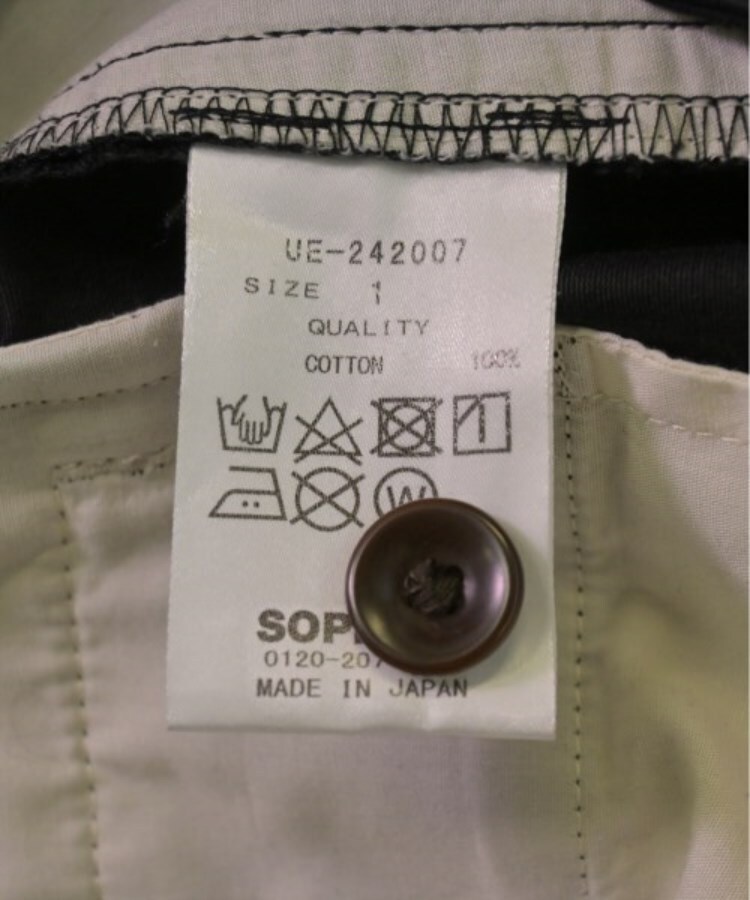 UE-242007
SIZE 1
QUALITY
COTTON 100%
W
SOP
0120-207
MADE IN JAPAN